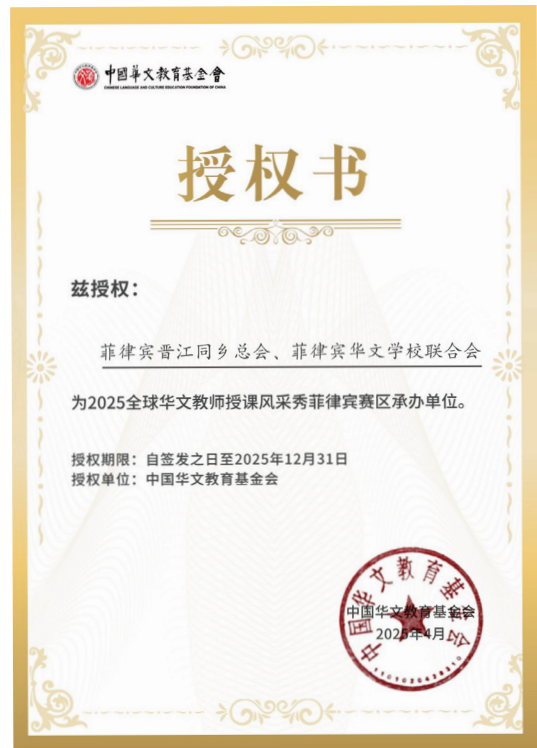 中國華文教育基金會
CHINESE LANGUAGE AND CULTURE EDUCATION FOUNDATION OF CHINA
授权书
兹授权：
菲律宾晋江同乡总会、菲律宾华文学校联合会
为2025全球华文教师授课风采秀菲律宾赛区承办单位。
授权期限：自签发之日至2025年12月31日
授权单位：中国华文教育基金会
中国华文教育基金会
2025年4月
中国华文教育基金会